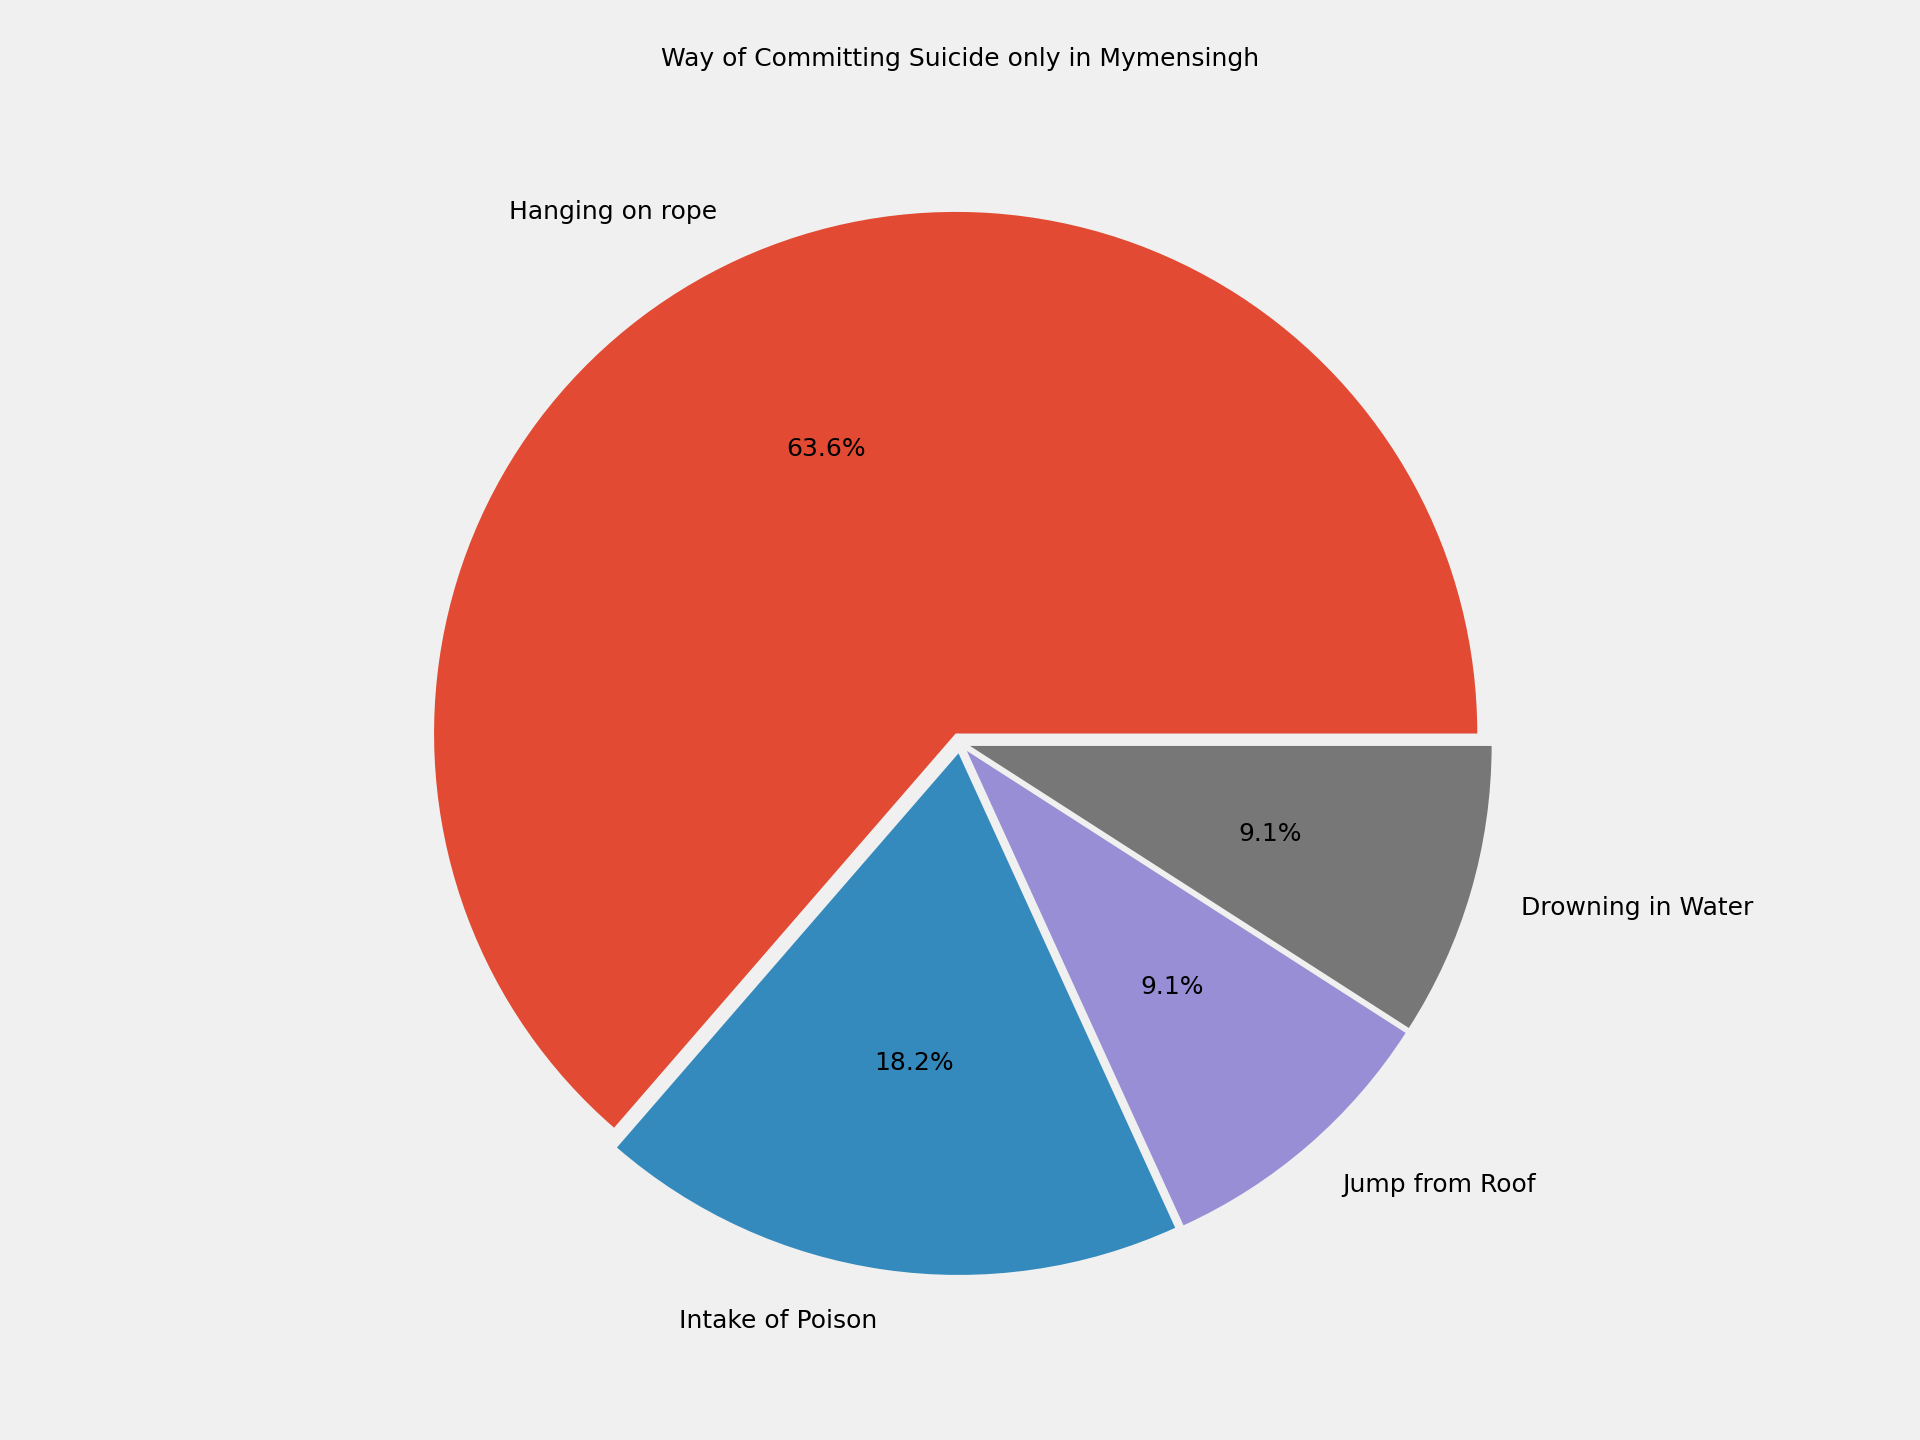 Way of Committing Suicide only in Mymensingh
Hanging on rope
63.6%
9.1%
Drowning in Water
9.1%
18.2%
Jump from Roof
Intake of Poison